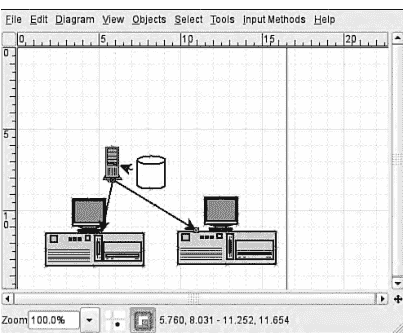 File Edit Diagram View Objects Select Tools Input Methods Help
0 5 10 15 20
0
5
10
Zoom 100.0% 5.760, 8.031 - 11.252, 11.654